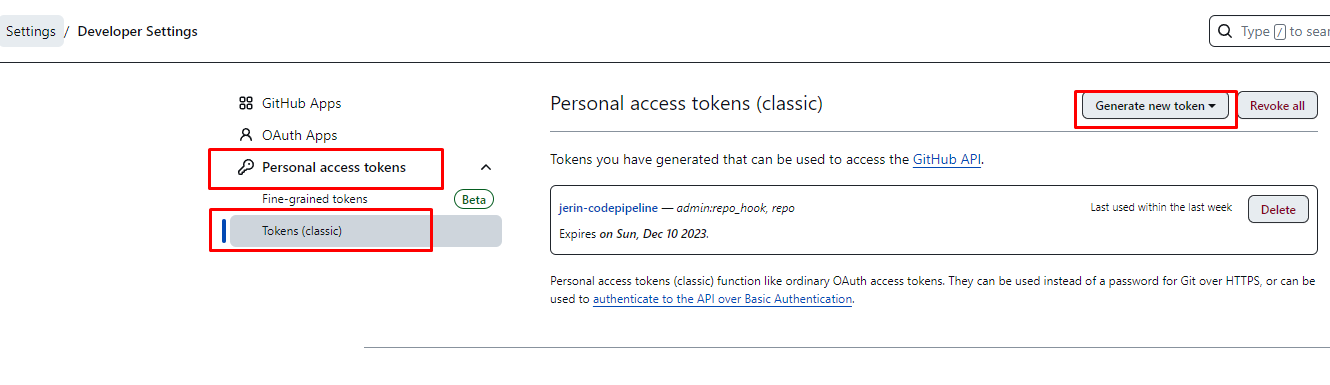 Settings / Developer Settings
Type / to sear
GitHub Apps
OAuth Apps
Personal access tokens
Fine-grained tokens Beta
Tokens (classic)
Personal access tokens (classic)
Generate new token
Revoke all
Tokens you have generated that can be used to access the GitHub API.
jerin-codepipeline — admin:repo_hook, repo
Last used within the last week
Delete
Expires on Sun, Dec 10 2023.
Personal access tokens (classic) function like ordinary OAuth access tokens. They can be used instead of a password for Git over HTTPS, or can be
used to authenticate to the API over Basic Authentication.